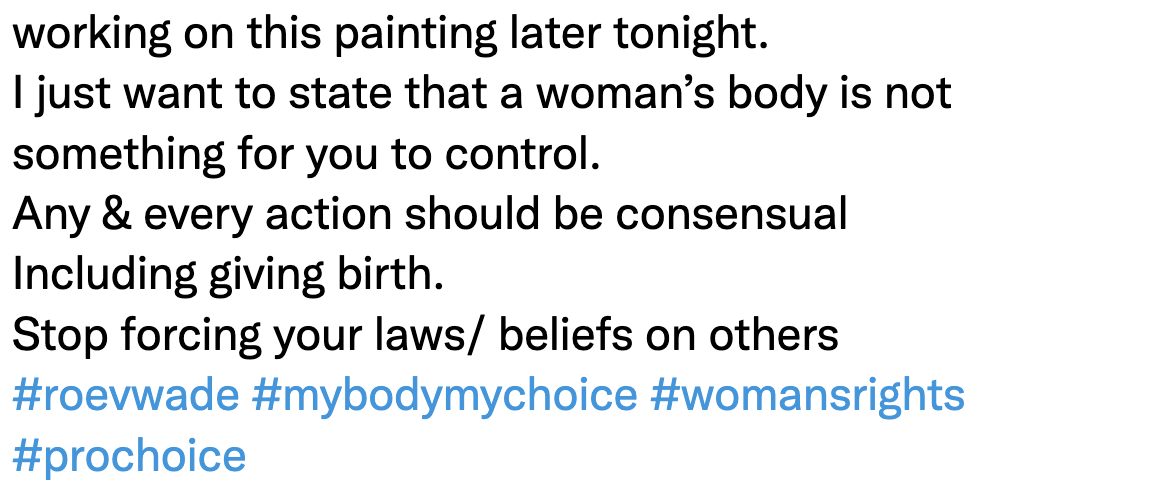 working on this painting later tonight.
I just want to state that a woman’s body is not
something for you to control.
Any & every action should be consensual
Including giving birth.
Stop forcing your laws/ beliefs on others
#roevwade #mybodymychoice #womansrights
#prochoice